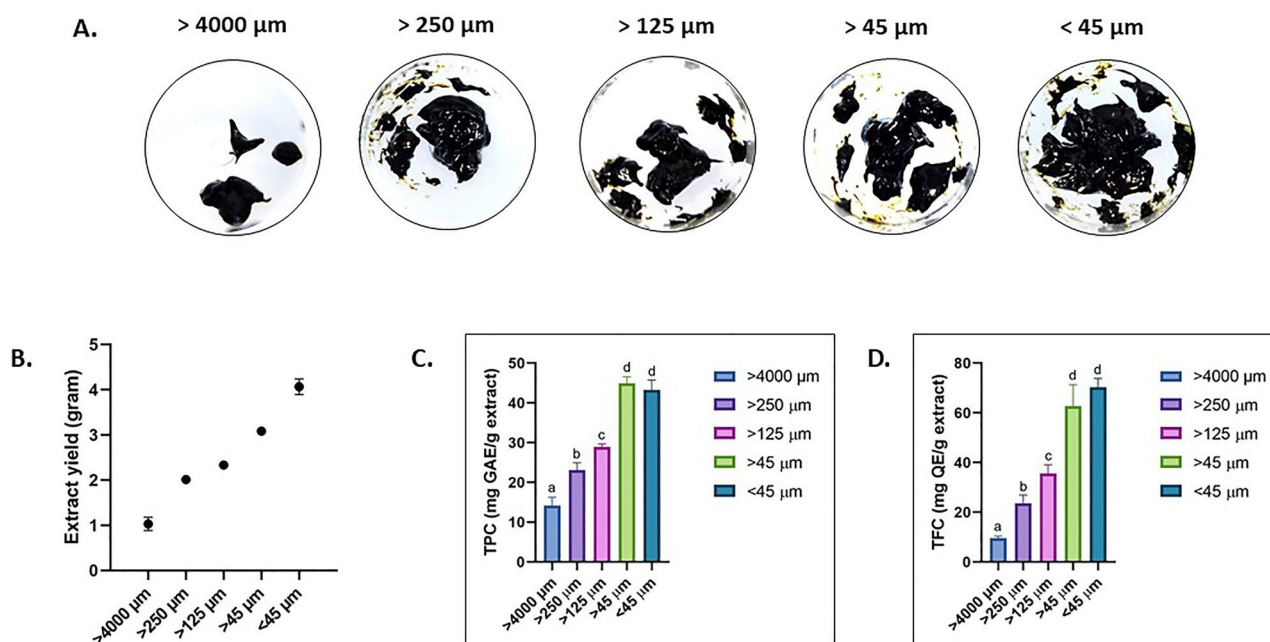 A.
> 4000 µm
> 250 µm
> 125 µm
> 45 µm
< 45 µm
B.
Extract yield (gram)
5
4
3
2
1
0
>4000 µm
>250 µm
>125 µm
>45 µm
<45 µm
C.
TPC (mg GAE/g extract)
50
40
30
20
10
0
a
b
c
d
d
>4000 µm
>250 µm
>125 µm
>45 µm
<45 µm
>4000 µm
>250 µm
>125 µm
>45 µm
<45 µm
D.
TFC (mg QE/g extract)
80
60
40
20
0
a
b
c
d
d
>4000 µm
>250 µm
>125 µm
>45 µm
<45 µm
>4000 µm
>250 µm
>125 µm
>45 µm
<45 µm